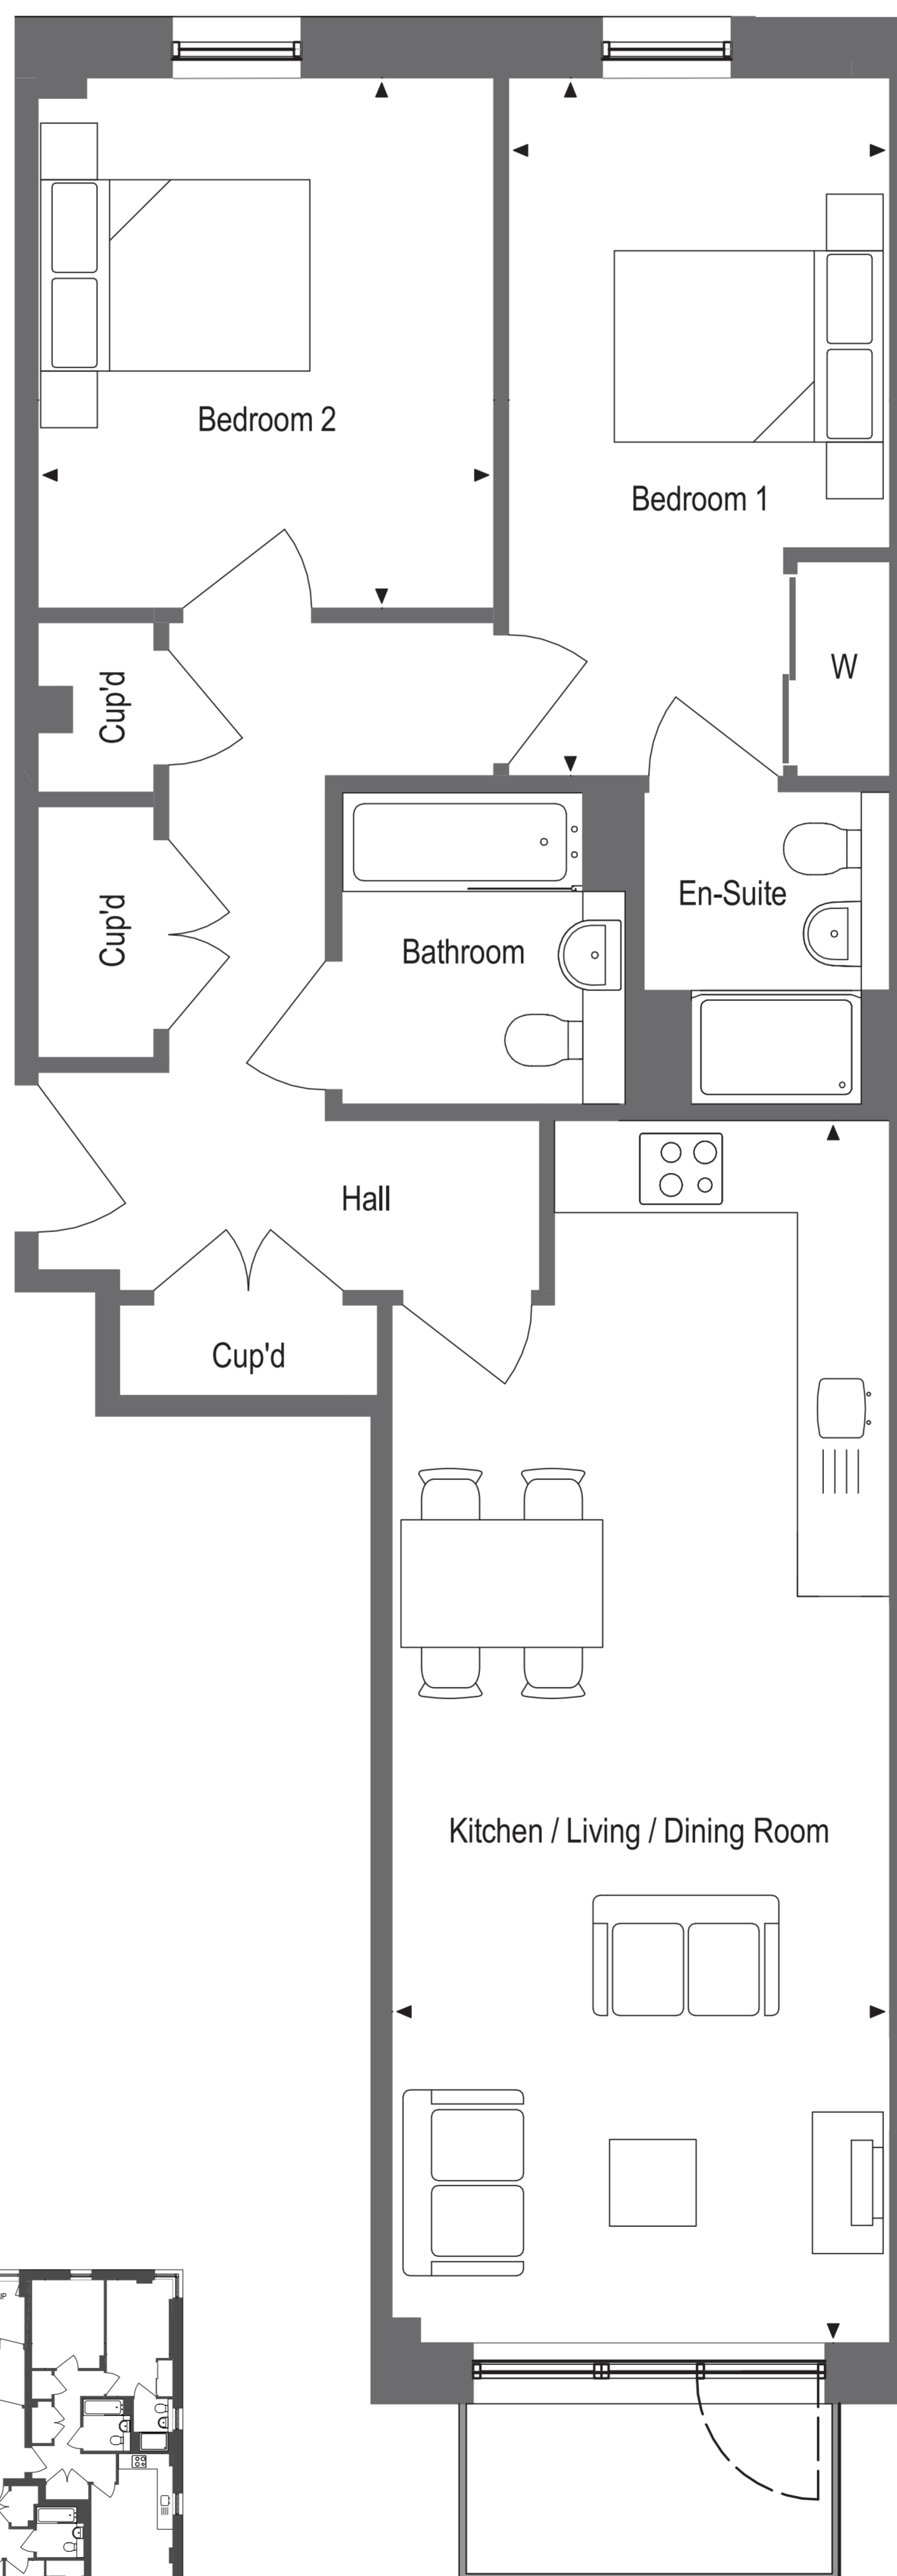 Bedroom 2
Bedroom 1
Cup'd
W
Cup'd
En-Suite
Bathroom
Hall
Cup'd
Kitchen / Living / Dining Room